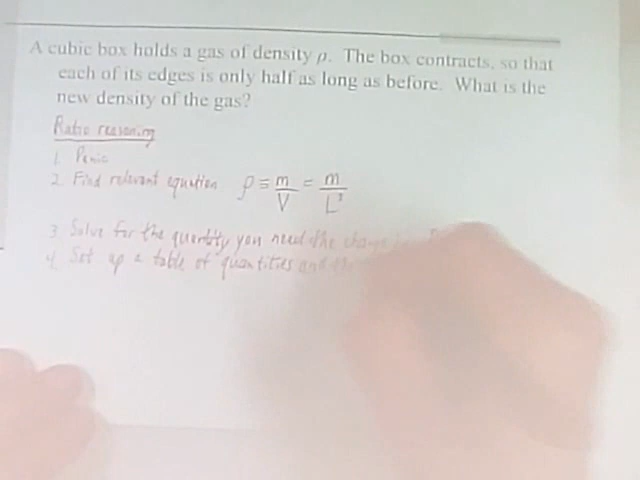 A cubic box holds a gas of density ρ. The box contracts, so that
each of its edges is only half as long as before. What is the
new density of the gas?
Ratio reasoning
1. Panic
2. Find relevant equation ρ ≡ m/V = m/L³
3. Solve for the quantity you need the
4. Set up a table of quantities and